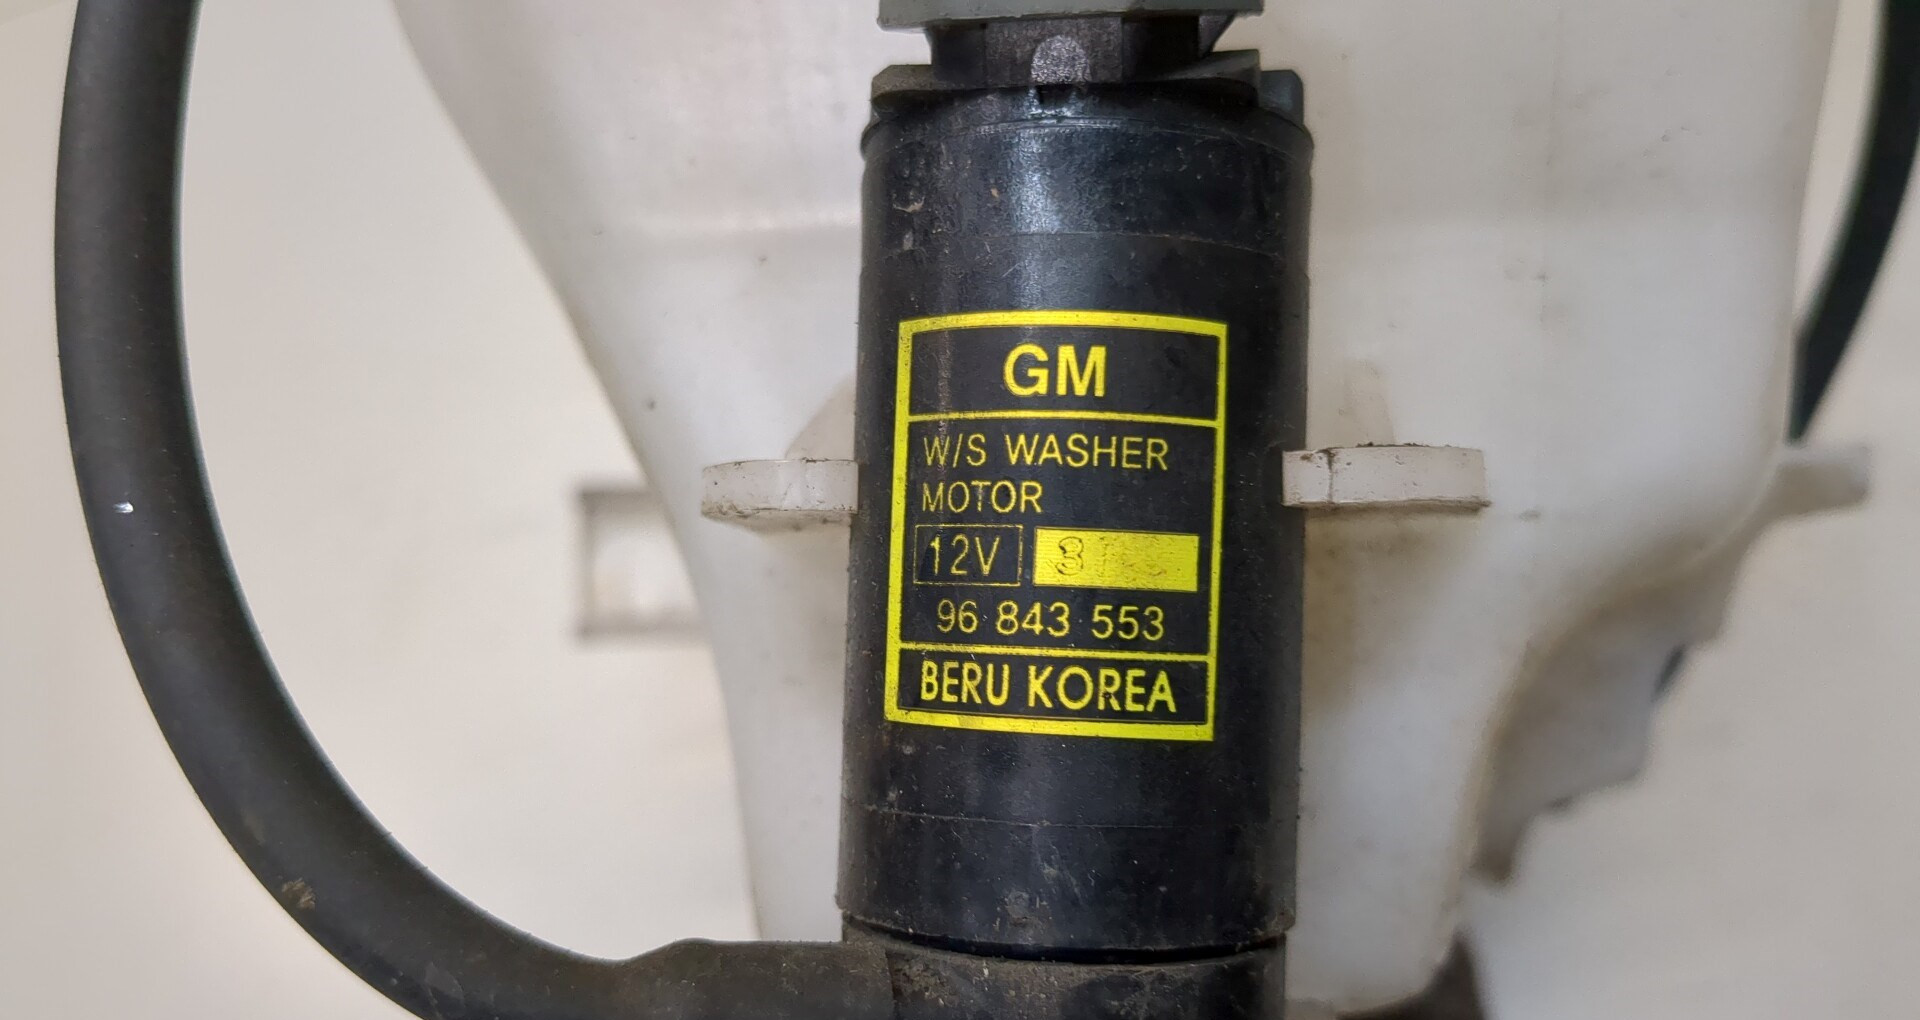 GM
W/S WASHER
MOTOR
12V
96 843 553
BERU KOREA